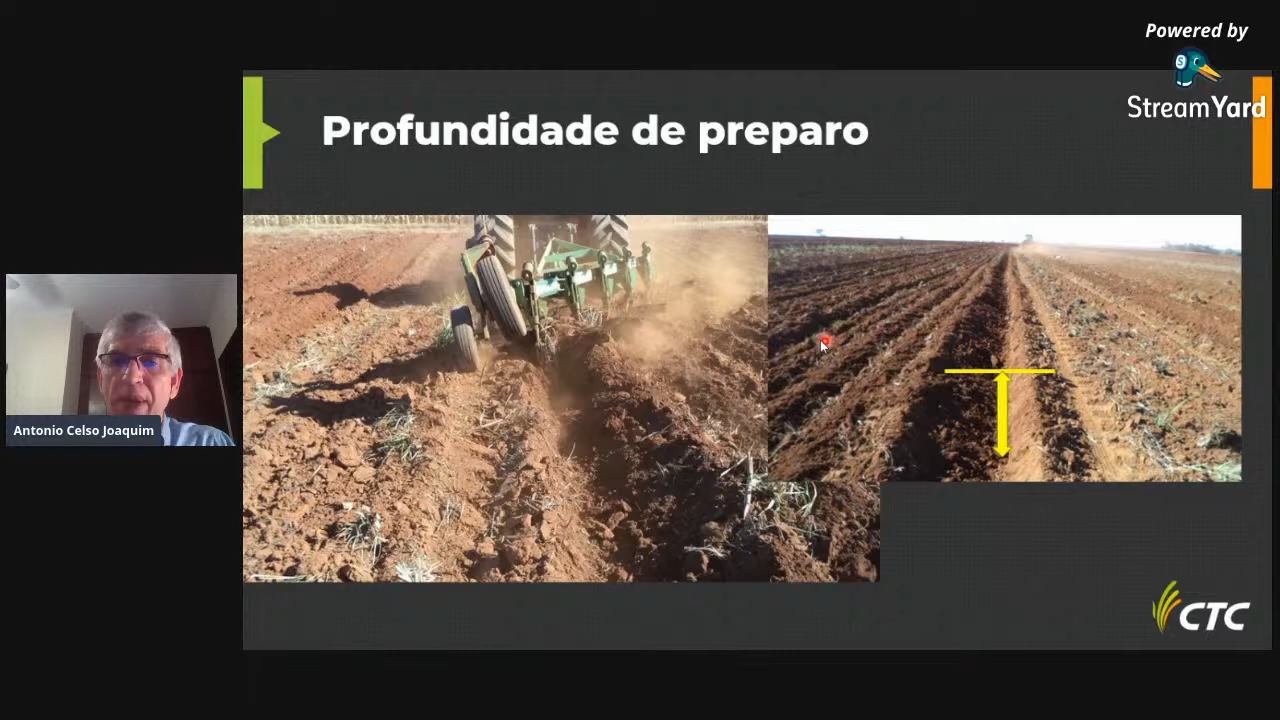 Powered by
StreamYard
Profundidade de preparo
Antonio Celso Joaquim
CTC